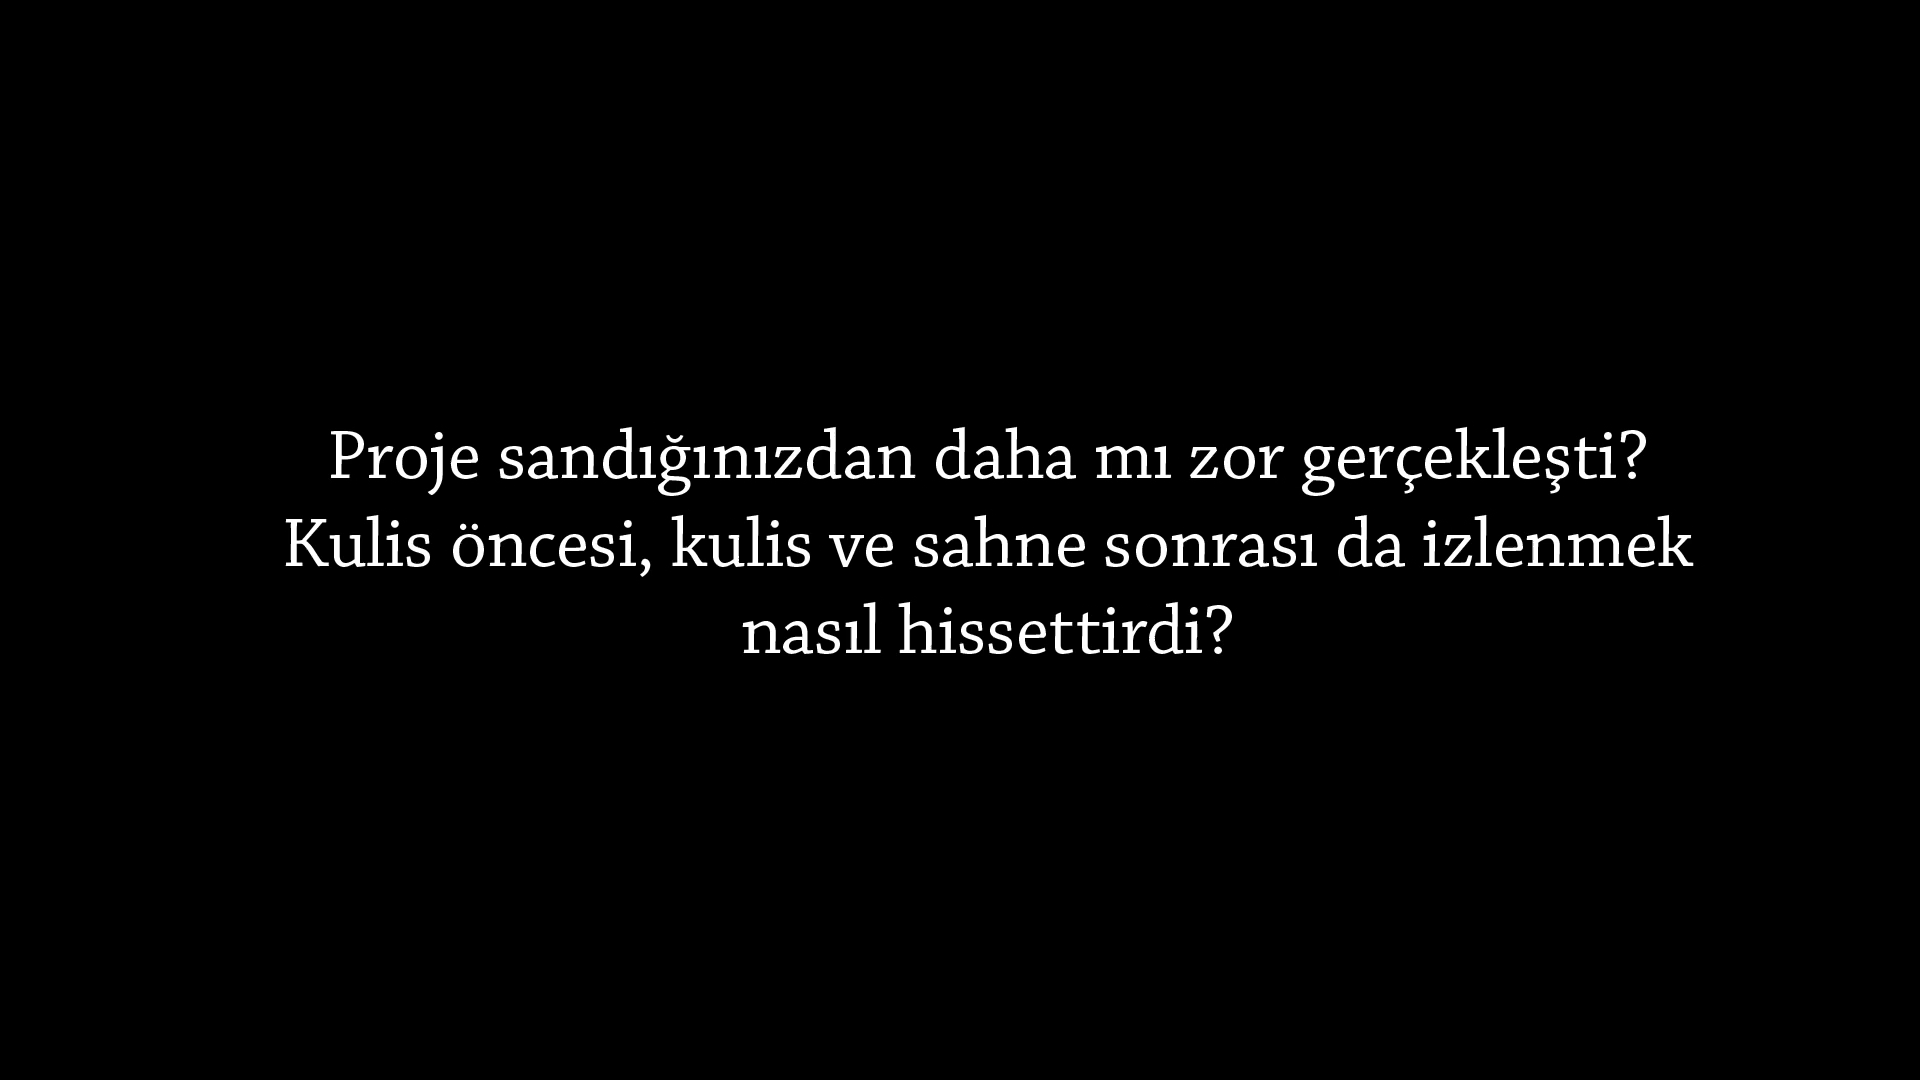 Proje sandığınızdan daha mı zor gerçekleşti?
Kulis öncesi, kulis ve sahne sonrası da izlenmek
nasıl hissettirdi?